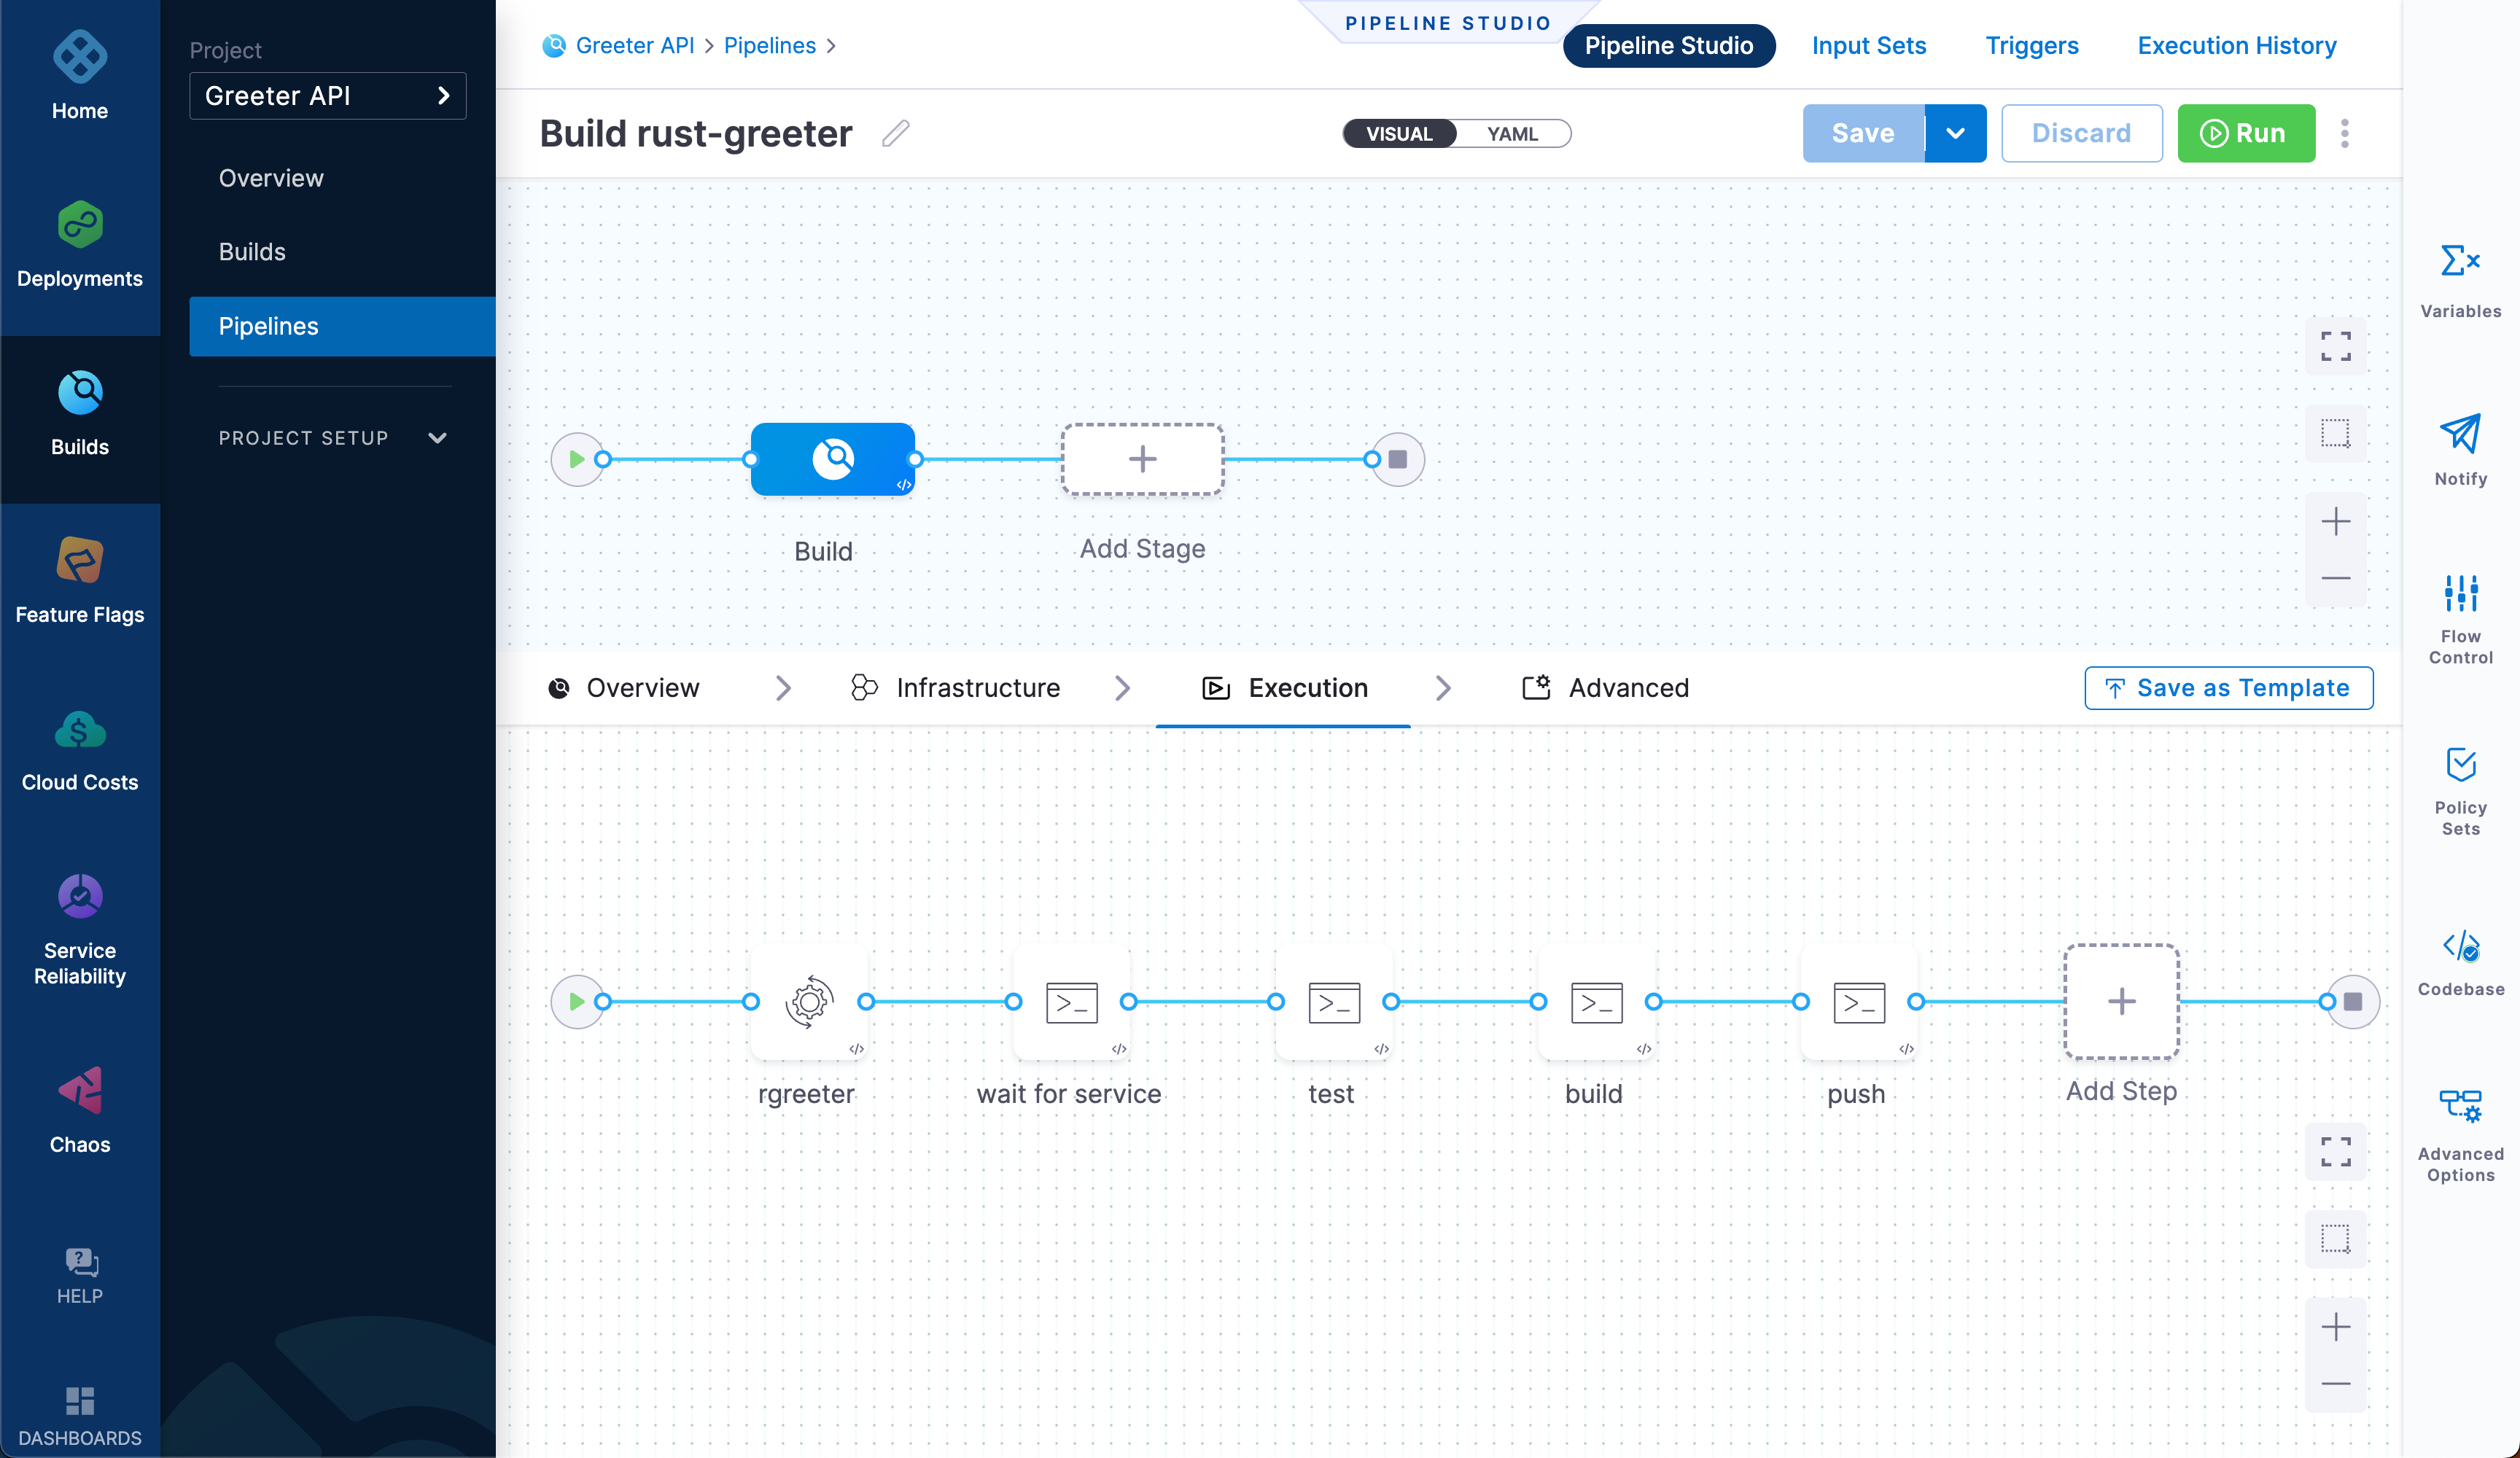 Home
Deployments
Builds
Feature Flags
Cloud Costs
Service
Reliability
Chaos
HELP
DASHBOARDS
Project
Greeter API
Overview
Builds
Pipelines
PROJECT SETUP
PIPELINE STUDIO
Greeter API
Pipelines
Pipeline Studio
Input Sets
Triggers
Execution History
Build rust-greeter
VISUAL
YAML
Save
Discard
Run
Build
Add Stage
Overview
Infrastructure
Execution
Advanced
Save as Template
rgreeter
wait for service
test
build
push
Add Step
Variables
Notify
Flow
Control
Policy
Sets
Codebase
Advanced
Options